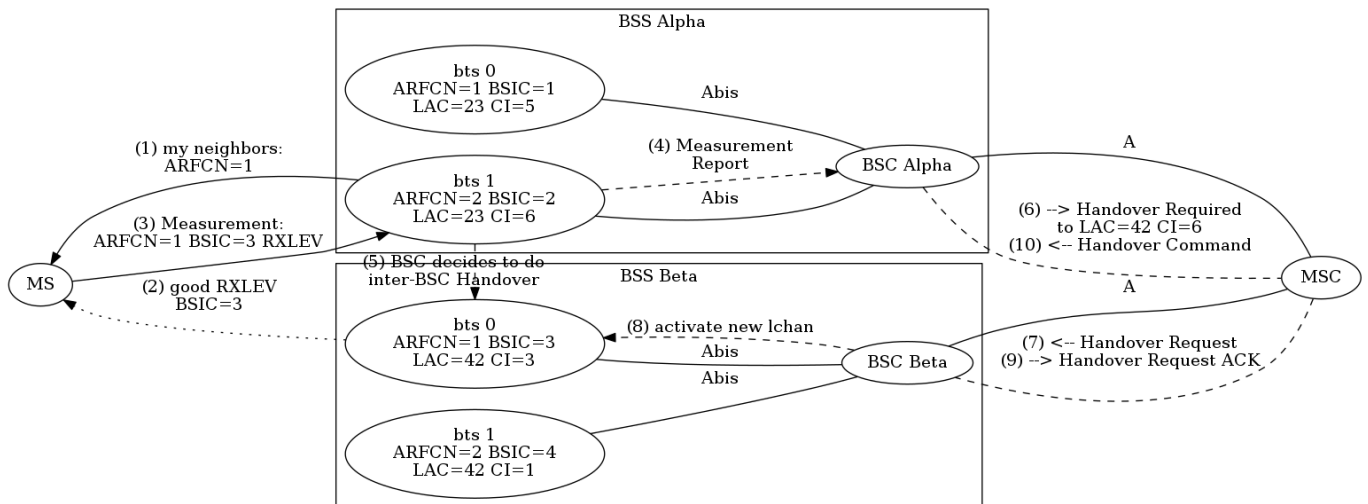 BSS Alpha
bts 0
ARFCN=1 BSIC=1
LAC=23 CI=5
Abis
(1) my neighbors:
ARFCN=1
bts 1
ARFCN=2 BSIC=2
LAC=23 CI=6
(4) Measurement
Report
Abis
BSC Alpha
A
(3) Measurement:
ARFCN=1 BSIC=3 RXLEV
(6) --> Handover Required
to LAC=42 CI=6
(10) <-- Handover Command
MS
(5) BSC decides to do
inter-BSC Handover
BSS Beta
MSC
A
(2) good RXLEV
BSIC=3
bts 0
ARFCN=1 BSIC=3
LAC=42 CI=3
(8) activate new lchan
Abis
Abis
BSC Beta
(7) <-- Handover Request
(9) --> Handover Request ACK
bts 1
ARFCN=2 BSIC=4
LAC=42 CI=1